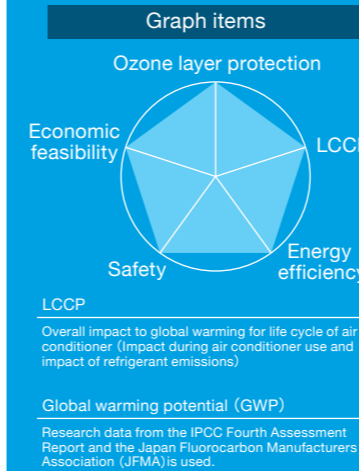 Graph items
Ozone layer protection
Economic
feasibility
LCCP
Safety
Energy
efficiency
LCCP
Overall impact to global warming for life cycle of air
conditioner (Impact during air conditioner use and
impact of refrigerant emissions)
Global warming potential (GWP)
Research data from the IPCC Fourth Assessment
Report and the Japan Fluorocarbon Manufacturers
Association (JFMA) is used.